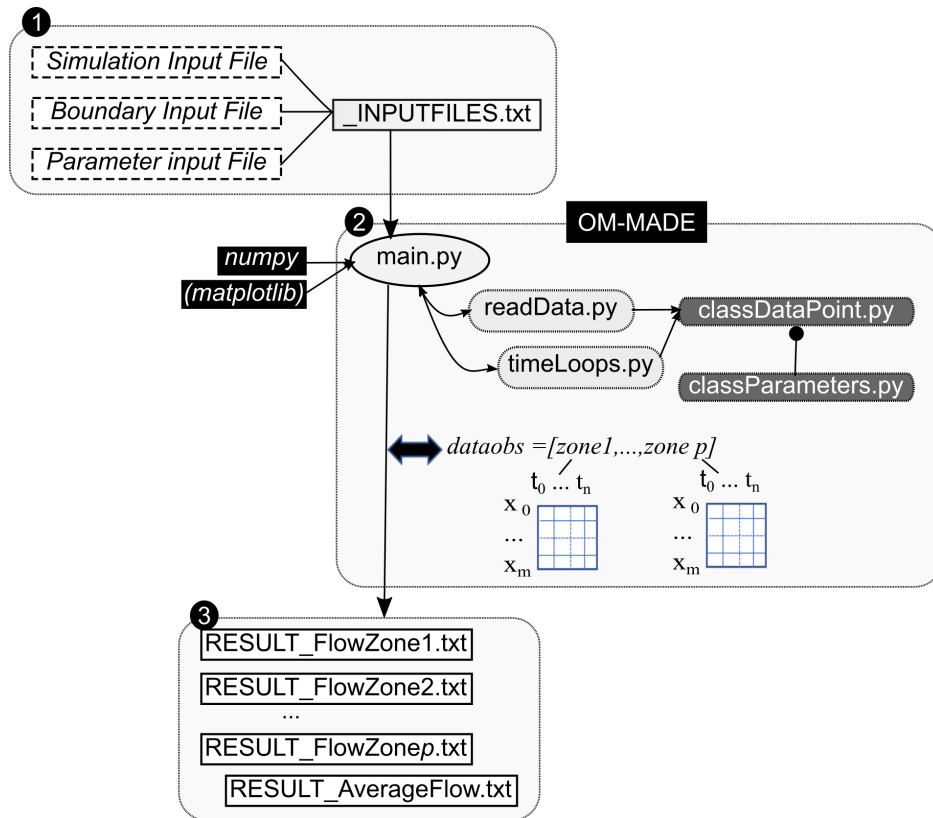 1
Simulation Input File
Boundary Input File
_INPUTFILES.txt
Parameter input File
2
OM-MADE
main.py
numpy
(matplotlib)
readData.py
classDataPoint.py
timeLoops.py
classParameters.py
dataobs =[zone1,...,zone p]
t0 ... tn
t0 ... tn
x 0
...
xm
x 0
...
xm
3
RESULT_FlowZone1.txt
RESULT_FlowZone2.txt
...
RESULT_FlowZonep.txt
RESULT_AverageFlow.txt